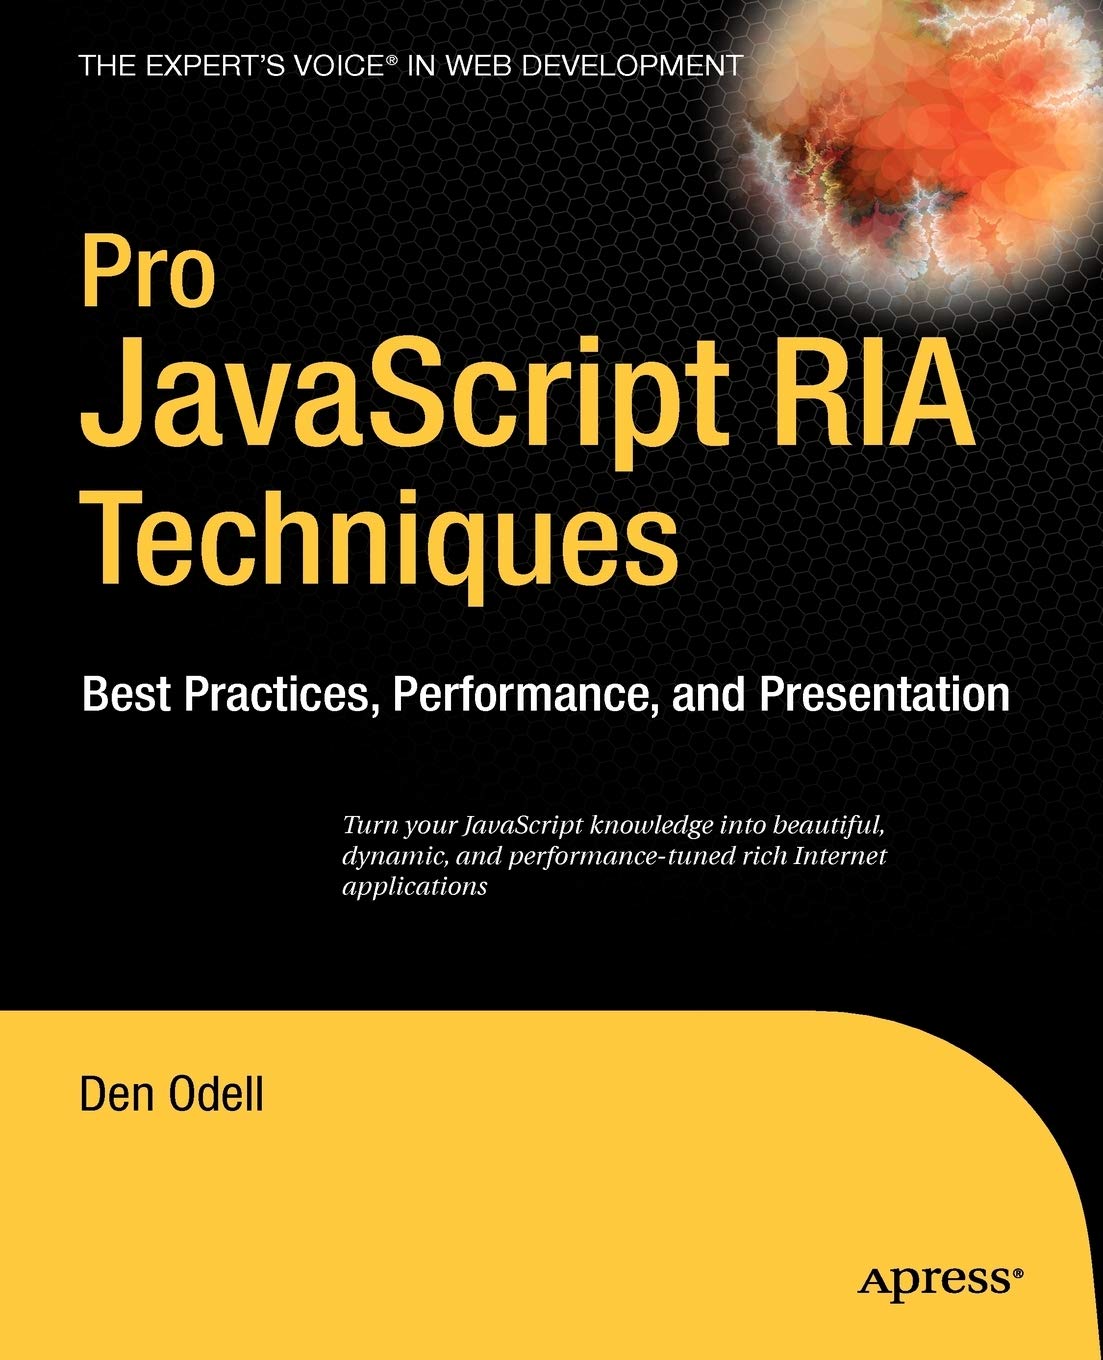 THE EXPERT'S VOICE® IN WEB DEVELOPMENT
Pro
JavaScript RIA
Techniques
Best Practices, Performance, and Presentation
Turn your JavaScript knowledge into beautiful,
dynamic, and performance-tuned rich Internet
applications
Den Odell
Apress®